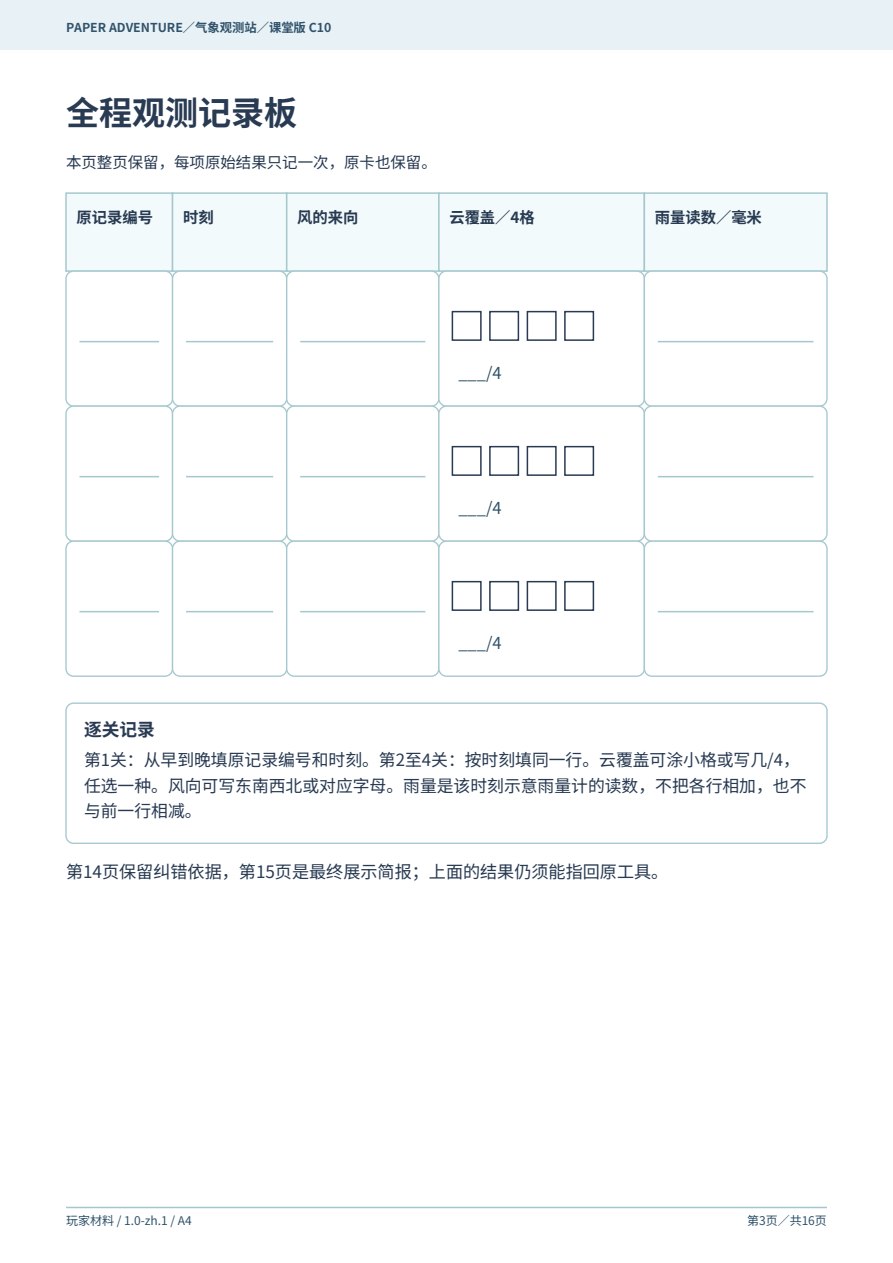 PAPER ADVENTURE／气象观测站／课堂版 C10
全程观测记录板
本页整页保留，每项原始结果只记一次，原卡也保留。
原记录编号 时刻 风的来向 云覆盖／4格 雨量读数／毫米
___/4
___/4
___/4
逐关记录
第1关：从早到晚填原记录编号和时刻。第2至4关：按时刻填同一行。云覆盖可涂小格或写几/4，
任选一种。风向可写东南西北或对应字母。雨量是该时刻示意雨量计的读数，不把各行相加，也不
与前一行相减。
第14页保留纠错依据，第15页是最终展示简报；上面的结果仍须能指回原工具。
玩家材料 / 1.0-zh.1 / A4 第3页／共16页